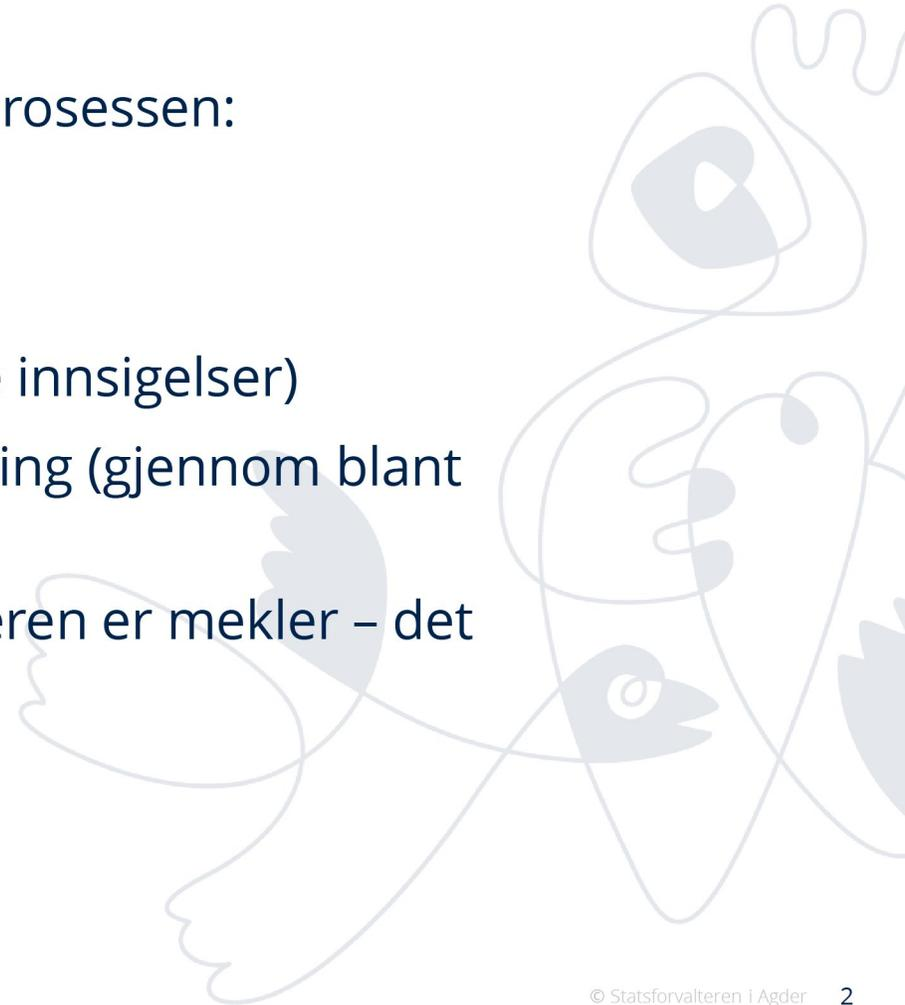 rosessen:
innsigelser)
ing (gjennom blant
eren er mekler – det
© Statsforvalteren i Agder 2